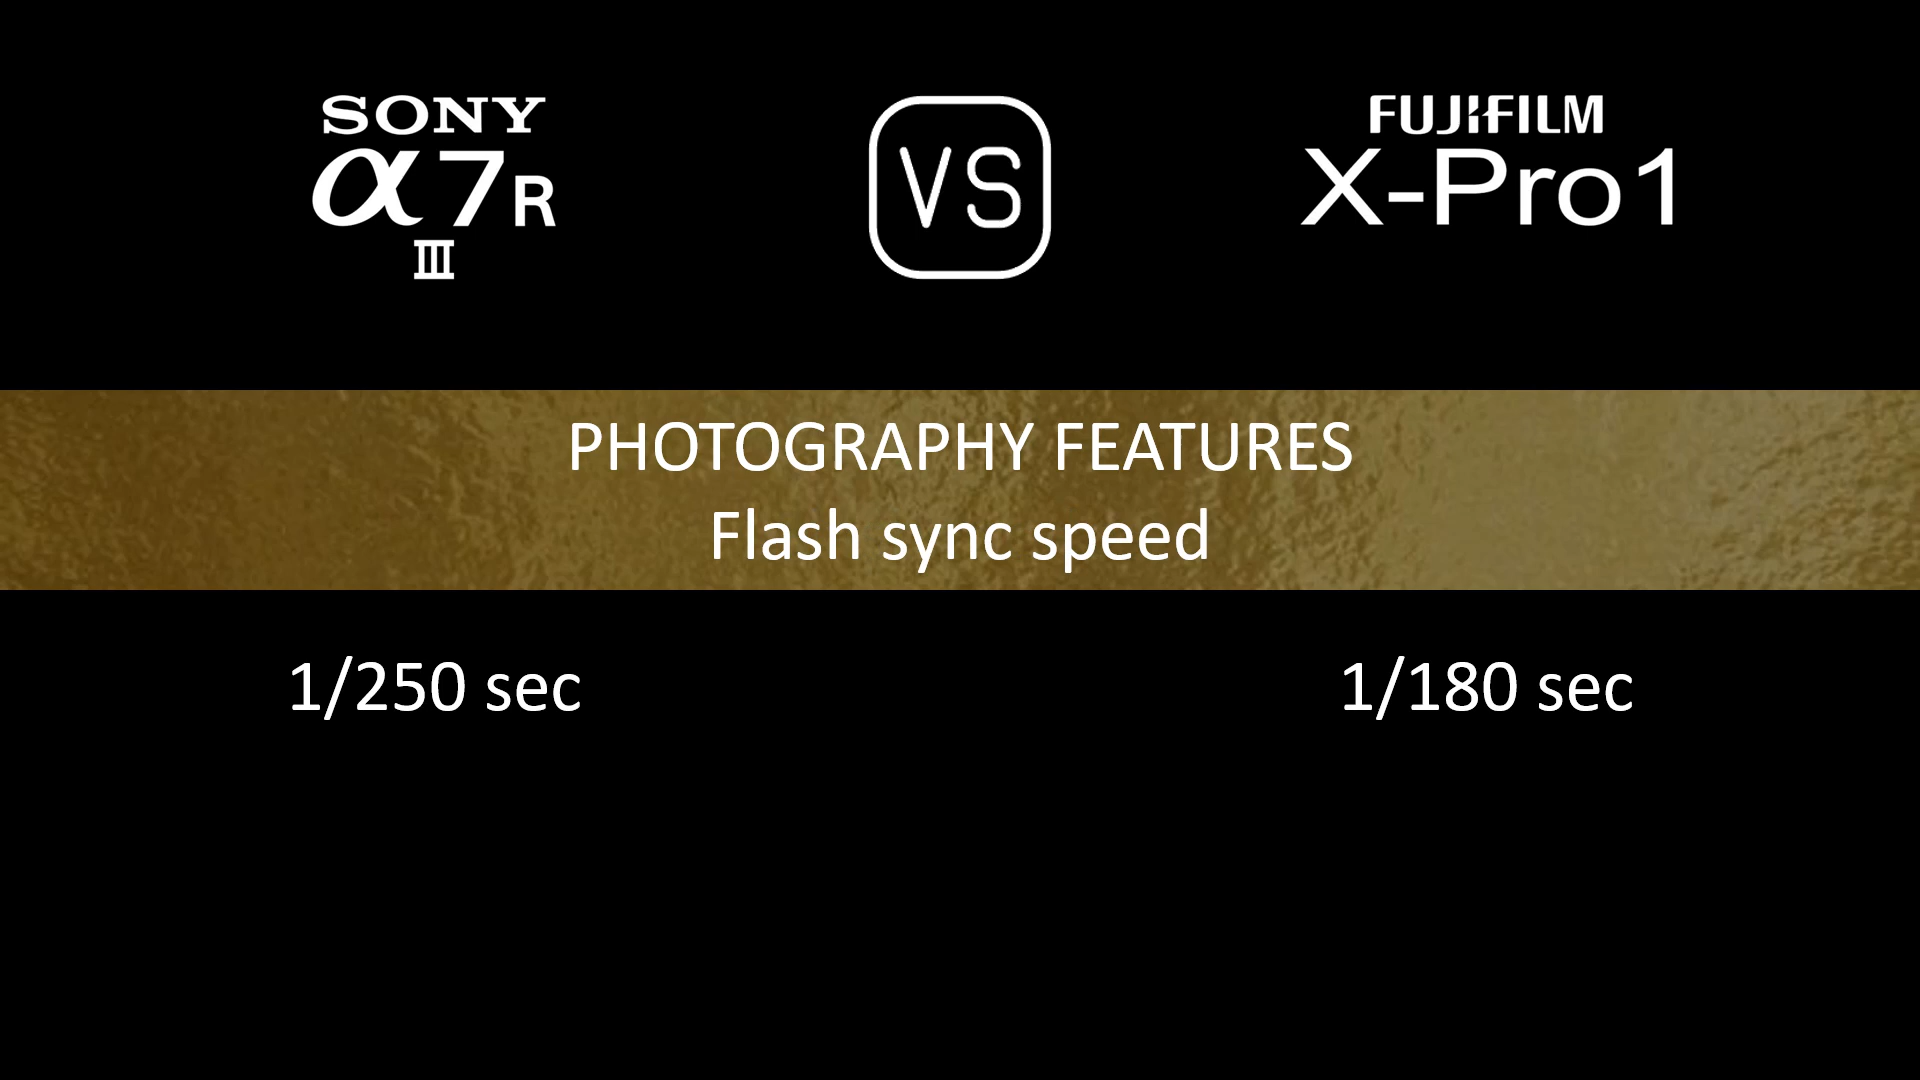 SONY
α7R
III
VS
FUJIFILM
X-Pro1
PHOTOGRAPHY FEATURES
Flash sync speed
1/250 sec
1/180 sec